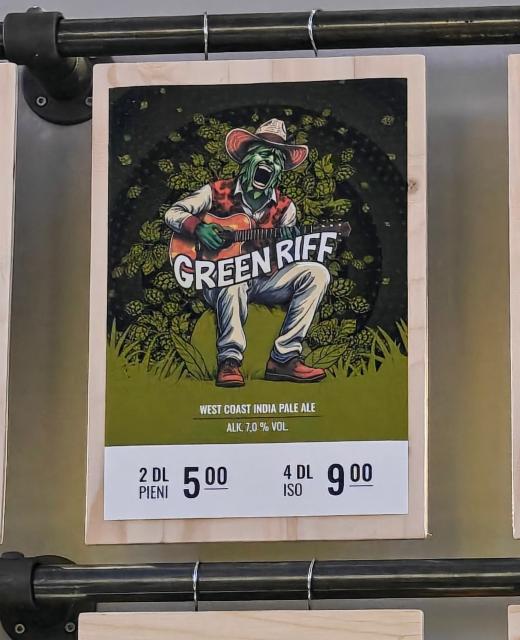 GREEN RIFF
WEST COAST INDIA PALE ALE
ALK. 7,0 % VOL.
2 DL PIENI 5 00
4 DL ISO 9 00